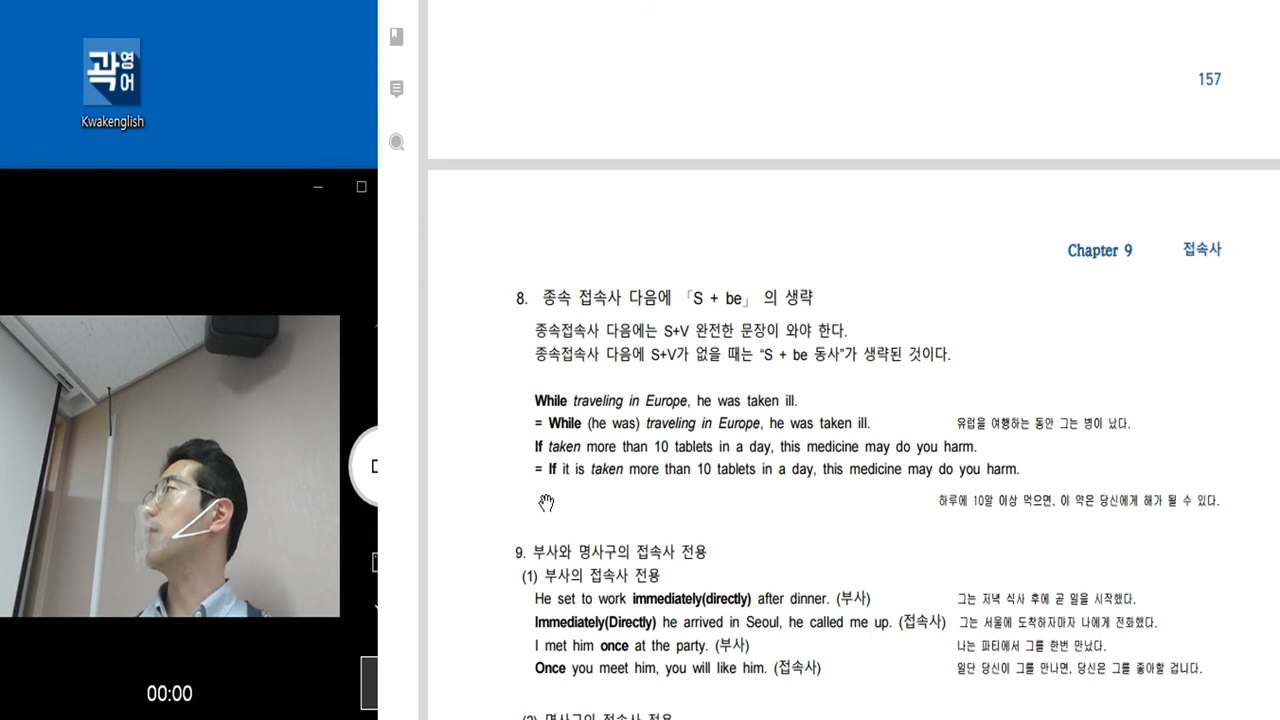 곽영어
Kwakenglish
00:00
157
Chapter 9 접속사
8. 종속 접속사 다음에 「S + be」 의 생략
종속접속사 다음에는 S+V 완전한 문장이 와야 한다.
종속접속사 다음에 S+V가 없을 때는 “S + be 동사”가 생략된 것이다.
While traveling in Europe, he was taken ill.
= While (he was) traveling in Europe, he was taken ill. 유럽을 여행하는 동안 그는 병이 났다.
If taken more than 10 tablets in a day, this medicine may do you harm.
= If it is taken more than 10 tablets in a day, this medicine may do you harm.
하루에 10알 이상 먹으면, 이 약은 당신에게 해가 될 수 있다.
9. 부사와 명사구의 접속사 전용
(1) 부사의 접속사 전용
He set to work immediately(directly) after dinner. (부사) 그는 저녁 식사 후에 곧 일을 시작했다.
Immediately(Directly) he arrived in Seoul, he called me up. (접속사) 그는 서울에 도착하자마자 나에게 전화했다.
I met him once at the party. (부사) 나는 파티에서 그를 한번 만났다.
Once you meet him, you will like him. (접속사) 일단 당신이 그를 만나면, 당신은 그를 좋아할 겁니다.
(2) 명사구의 접속사 전용